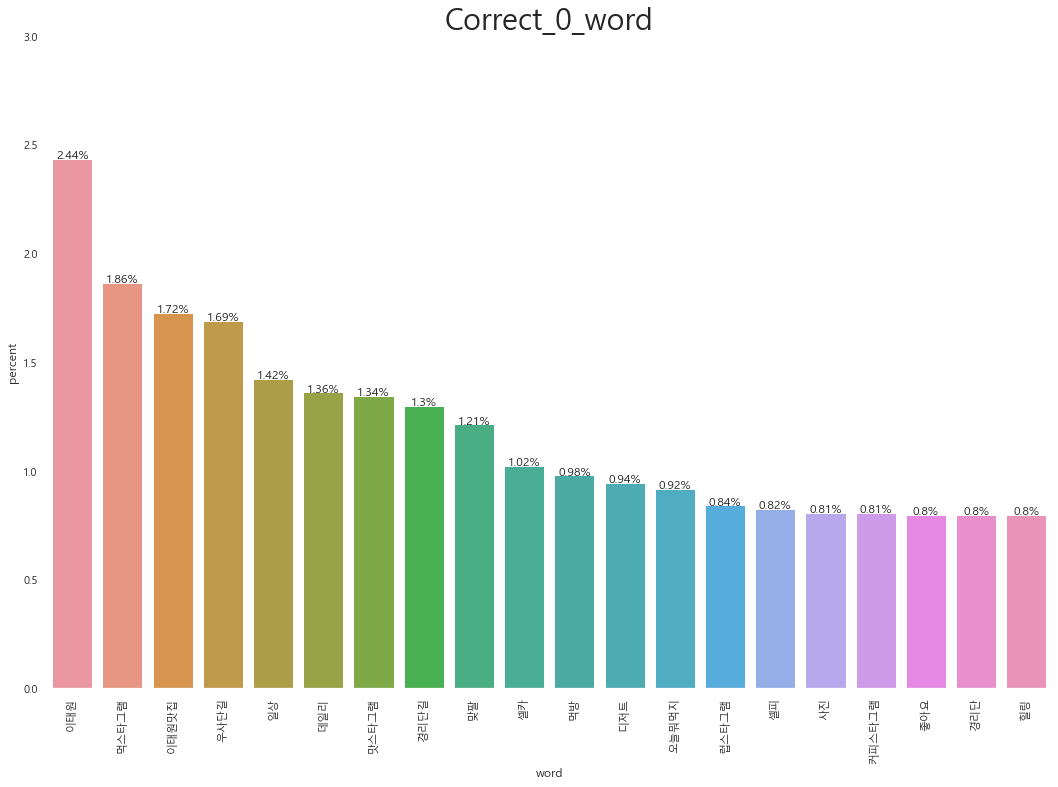 Correct_0_word
3.0
2.5
2.0
1.5
1.0
0.5
0.0
percent
2.44%
1.86%
1.72%
1.69%
1.42%
1.36%
1.34%
1.3%
1.21%
1.02%
0.98%
0.94%
0.92%
0.84%
0.82%
0.81%
0.81%
0.8%
0.8%
0.8%
이태원
먹스타그램
이태원맛집
우사단길
일상
데일리
맛스타그램
경리단길
맞팔
셀카
먹방
디저트
오늘뭐먹지
럽스타그램
셀피
사진
커피스타그램
좋아요
경리단
힐링
word